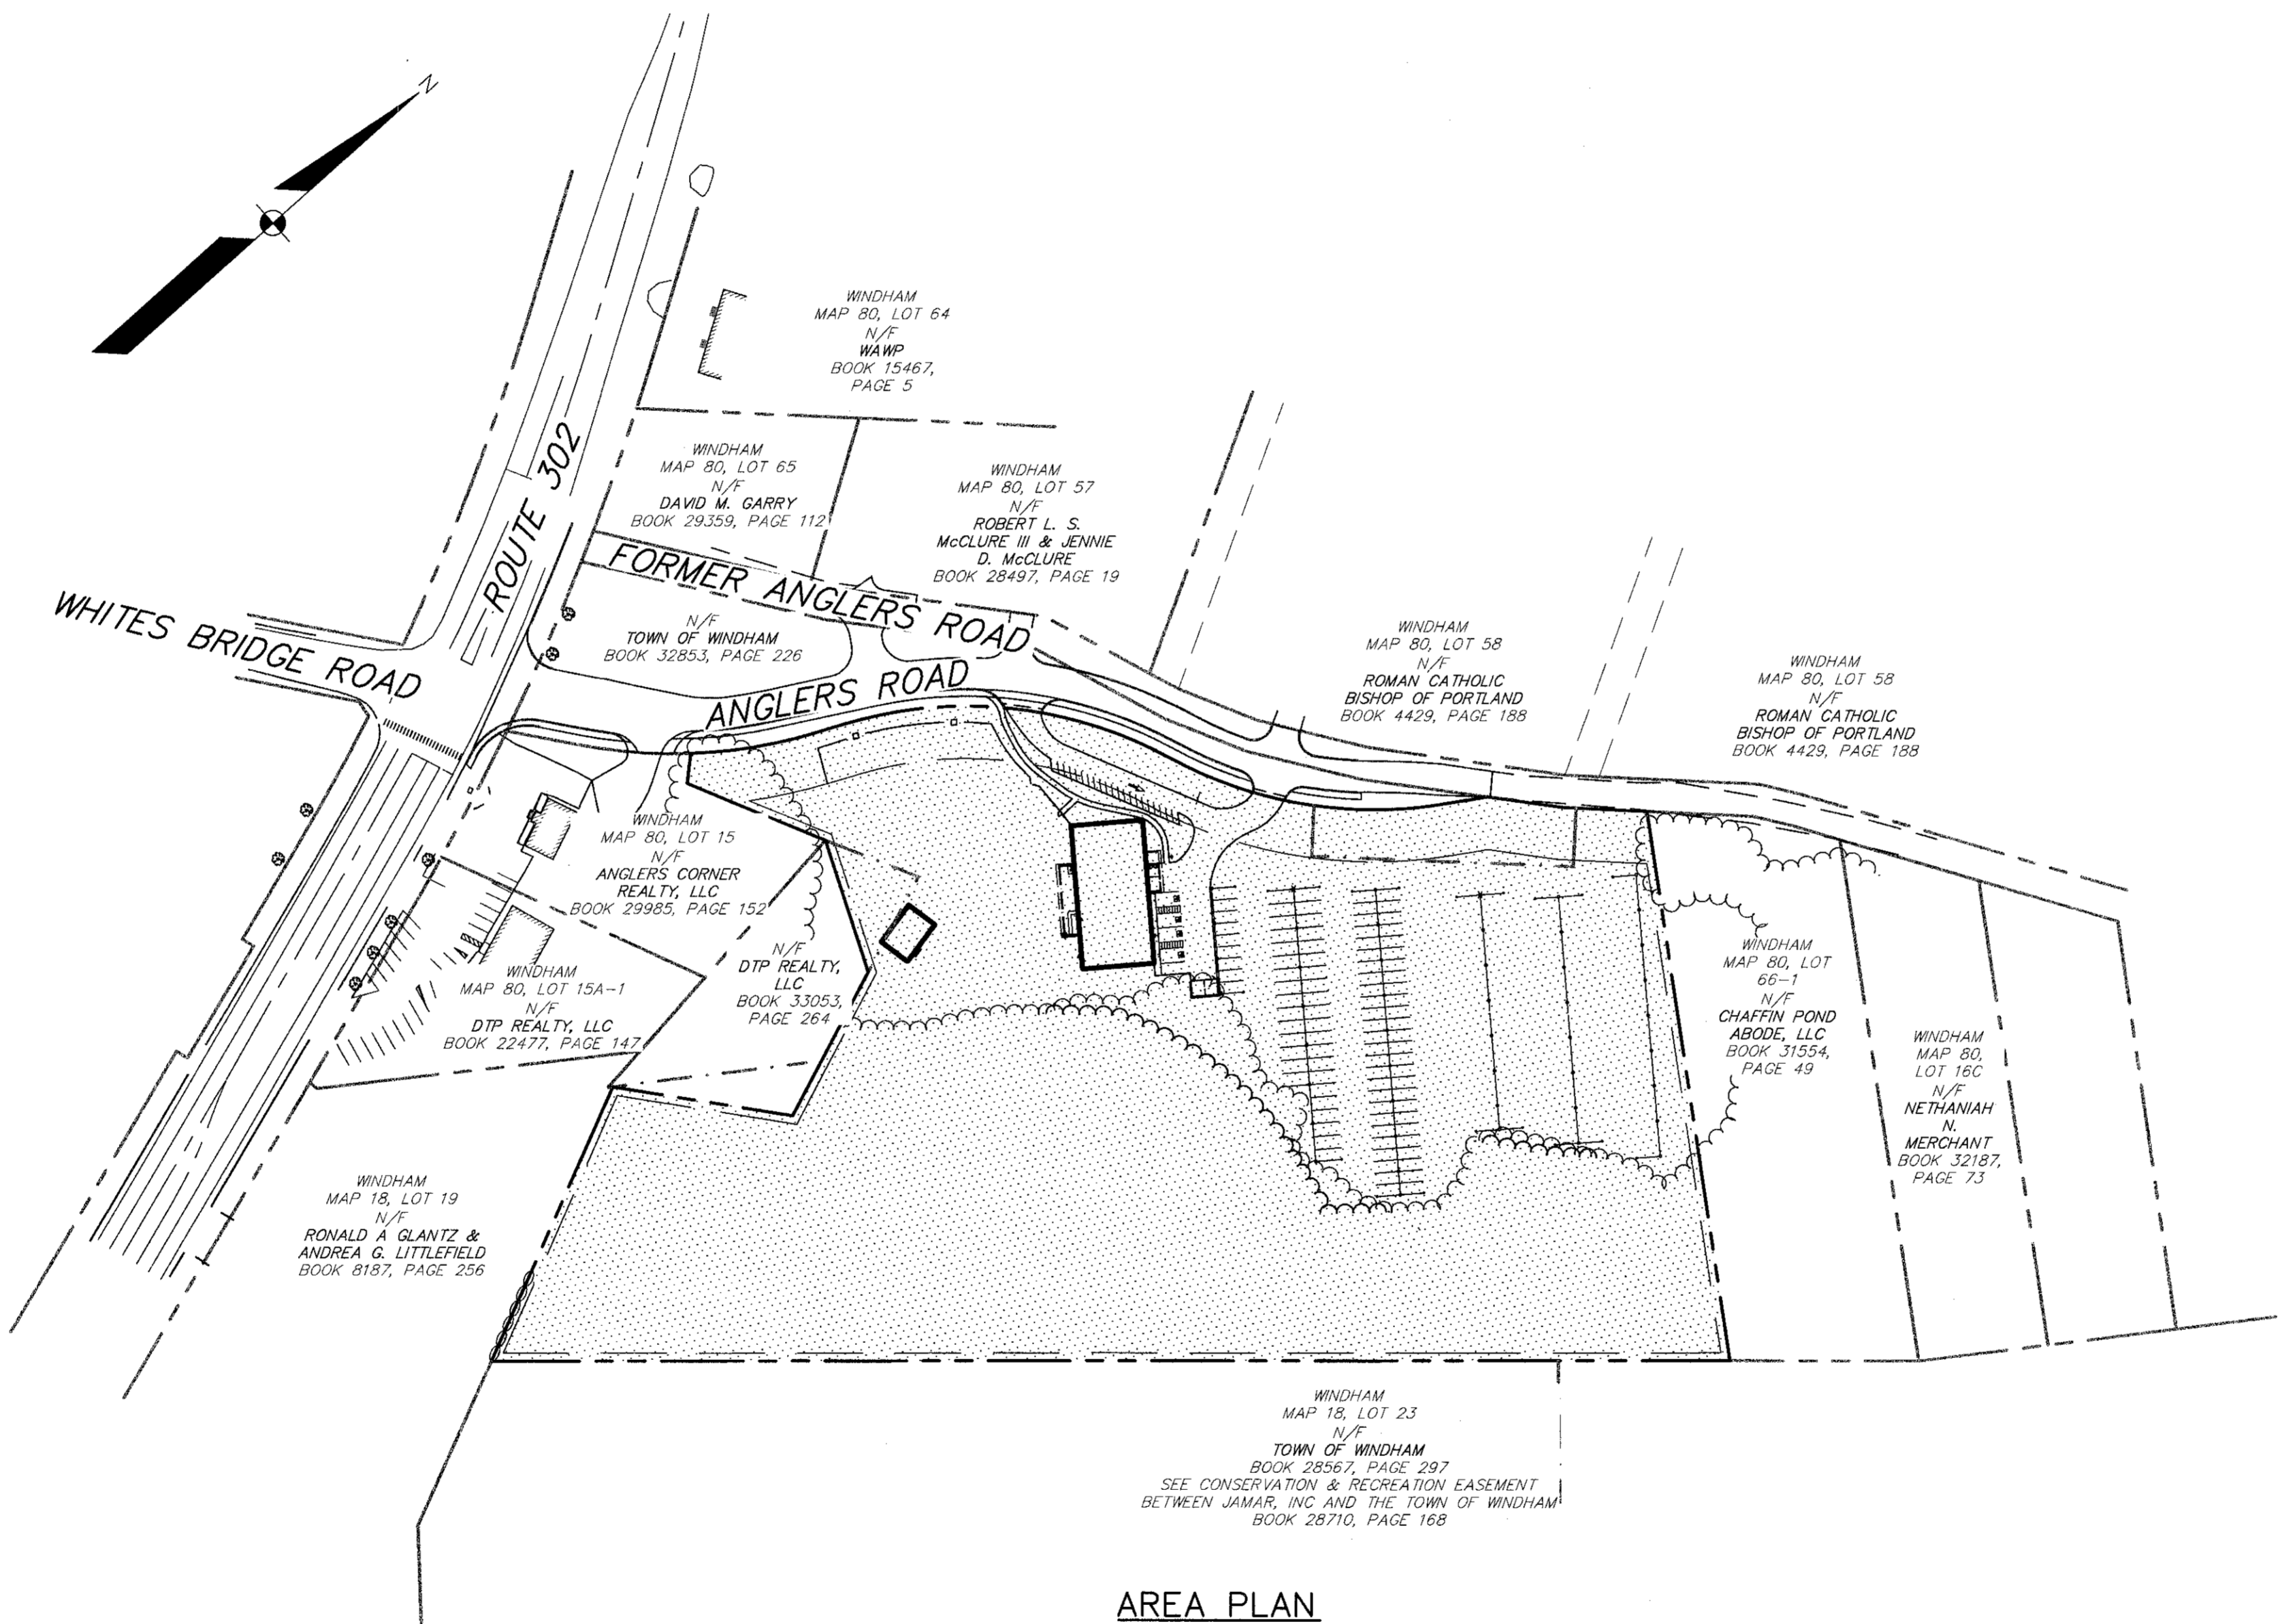 N
WINDHAM
MAP 80, LOT 64
N/F
WAWP
BOOK 15467,
PAGE 5
ROUTE 302
WINDHAM
MAP 80, LOT 65
N/F
DAVID M. GARRY
BOOK 29359, PAGE 112
WINDHAM
MAP 80, LOT 57
N/F
ROBERT L. S.
McCLURE III & JENNIE
D. McCLURE
BOOK 28497, PAGE 19
FORMER ANGLERS ROAD
WHITES BRIDGE ROAD
N/F
TOWN OF WINDHAM
BOOK 32853, PAGE 226
ANGLERS ROAD
WINDHAM
MAP 80, LOT 58
N/F
ROMAN CATHOLIC
BISHOP OF PORTLAND
BOOK 4429, PAGE 188
WINDHAM
MAP 80, LOT 58
N/F
ROMAN CATHOLIC
BISHOP OF PORTLAND
BOOK 4429, PAGE 188
WINDHAM
MAP 80, LOT 15
N/F
ANGLERS CORNER
REALTY, LLC
BOOK 29985, PAGE 152
N/F
DTP REALTY,
LLC
BOOK 33053,
PAGE 264
WINDHAM
MAP 80, LOT 15A-1
N/F
DTP REALTY, LLC
BOOK 22477, PAGE 147
WINDHAM
MAP 80, LOT
66-1
N/F
CHAFFIN POND
ABODE, LLC
BOOK 31554,
PAGE 49
WINDHAM
MAP 80,
LOT 16C
N/F
NETHANIAH
N.
MERCHANT
BOOK 32187,
PAGE 73
WINDHAM
MAP 18, LOT 19
N/F
RONALD A GLANTZ &
ANDREA G. LITTLEFIELD
BOOK 8187, PAGE 256
WINDHAM
MAP 18, LOT 23
N/F
TOWN OF WINDHAM
BOOK 28567, PAGE 297
SEE CONSERVATION & RECREATION EASEMENT
BETWEEN JAMAR, INC AND THE TOWN OF WINDHAM
BOOK 28710, PAGE 168
AREA PLAN